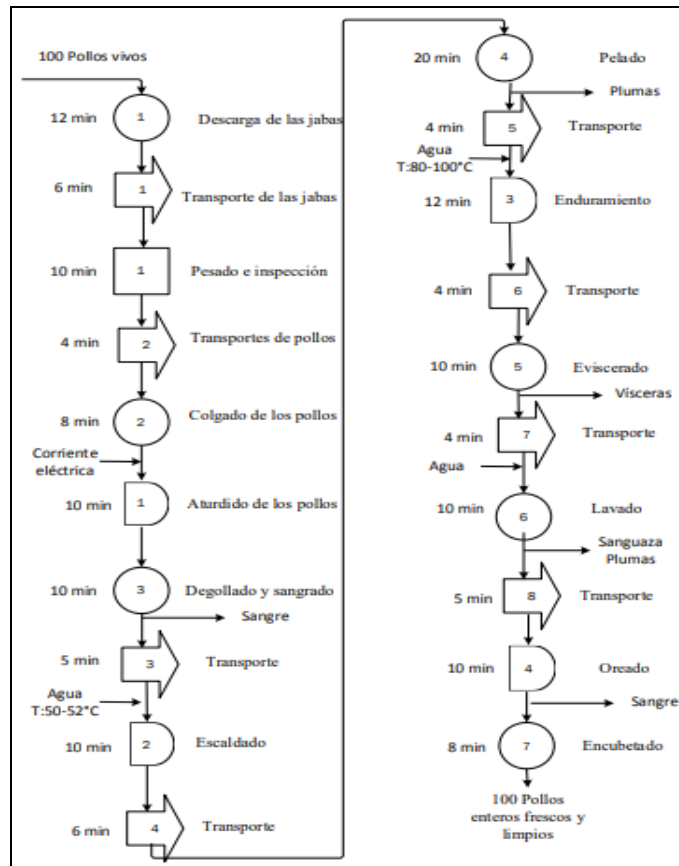 100 Pollos vivos
12 min 1 Descarga de las jabas
6 min 1 Transporte de las jabas
10 min 1 Pesado e inspección
4 min 2 Transportes de pollos
8 min 2 Colgado de los pollos
Corriente
eléctrica
10 min 1 Aturdido de los pollos
10 min 3 Degollado y sangrado
Sangre
5 min 3 Transporte
Agua
T:50-52°C
10 min 2 Escaldado
6 min 4 Transporte
20 min 4 Pelado
Plumas
4 min 5 Transporte
Agua
T:80-100°C
12 min 3 Enduramiento
4 min 6 Transporte
10 min 5 Eviscerado
Vísceras
4 min 7 Transporte
Agua
10 min 6 Lavado
Sanguaza
Plumas
5 min 8 Transporte
10 min 4 Oreado
Sangre
8 min 7 Encubetado
100 Pollos
enteros frescos y
limpios